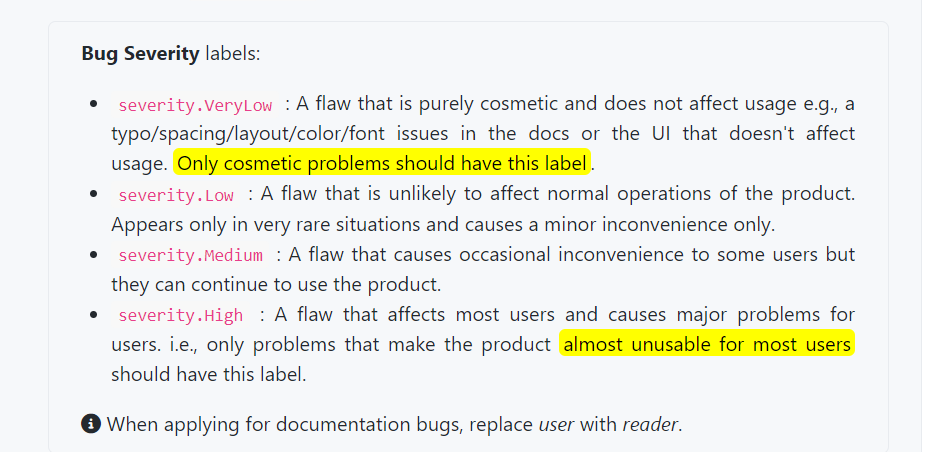 Bug Severity labels:
• severity.VeryLow : A flaw that is purely cosmetic and does not affect usage e.g., a
typo/spacing/layout/color/font issues in the docs or the UI that doesn't affect
usage. Only cosmetic problems should have this label.
• severity.Low : A flaw that is unlikely to affect normal operations of the product.
Appears only in very rare situations and causes a minor inconvenience only.
• severity.Medium : A flaw that causes occasional inconvenience to some users but
they can continue to use the product.
• severity.High : A flaw that affects most users and causes major problems for
users. i.e., only problems that make the product almost unusable for most users
should have this label.
When applying for documentation bugs, replace user with reader.